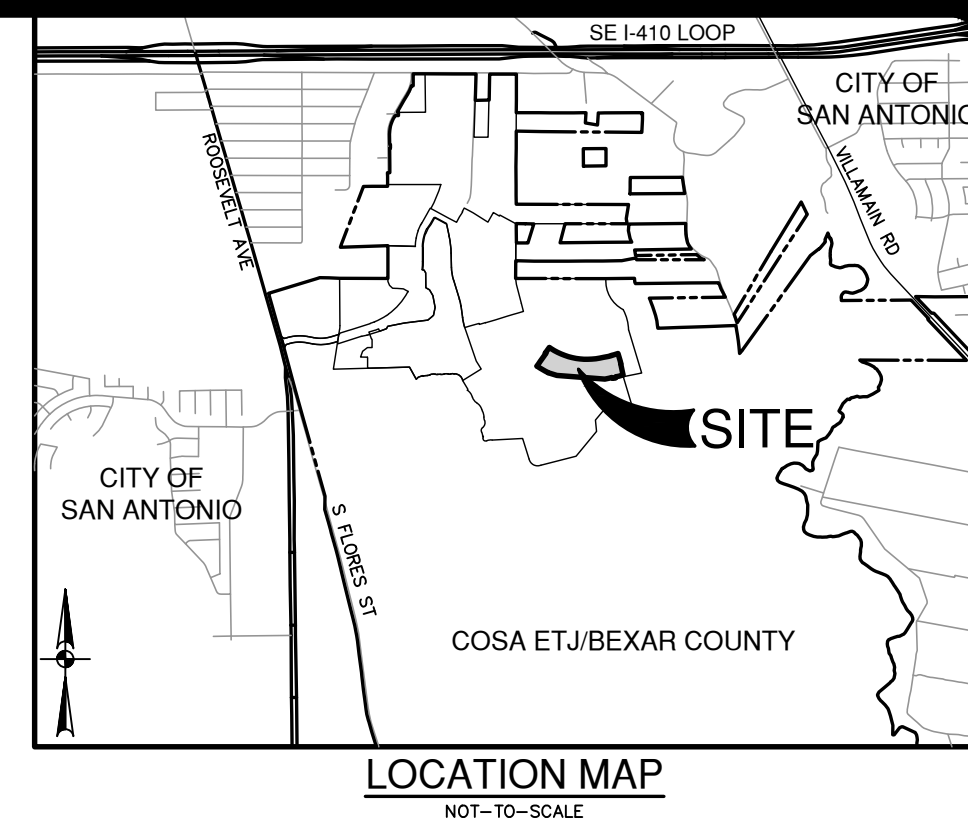 SE I-410 LOOP
CITY OF
SAN ANTONIO
ROOSEVELT AVE
VILLAMAIN RD
SITE
CITY OF
SAN ANTONIO
S FLORES ST
COSA ETJ/BEXAR COUNTY
LOCATION MAP
NOT-TO-SCALE